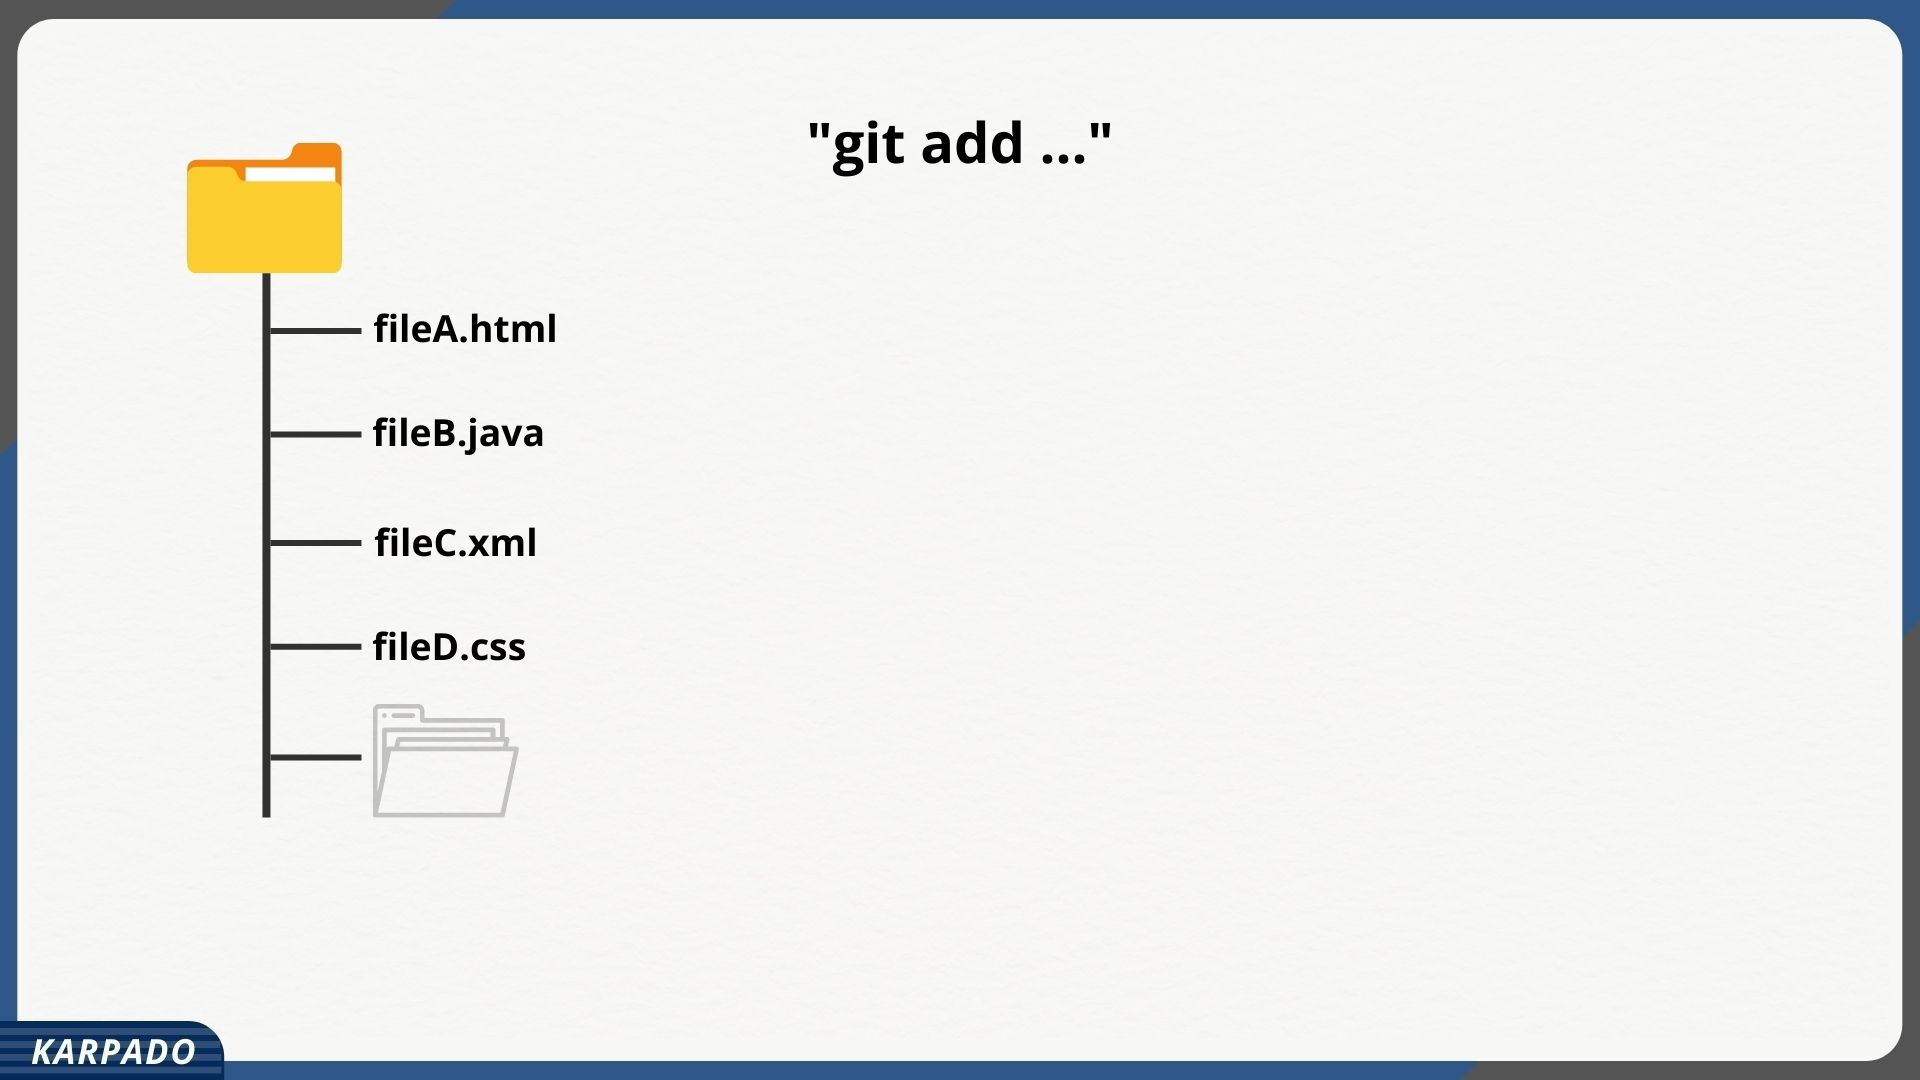 "git add ..."
fileA.html
fileB.java
fileC.xml
fileD.css
KARPADO